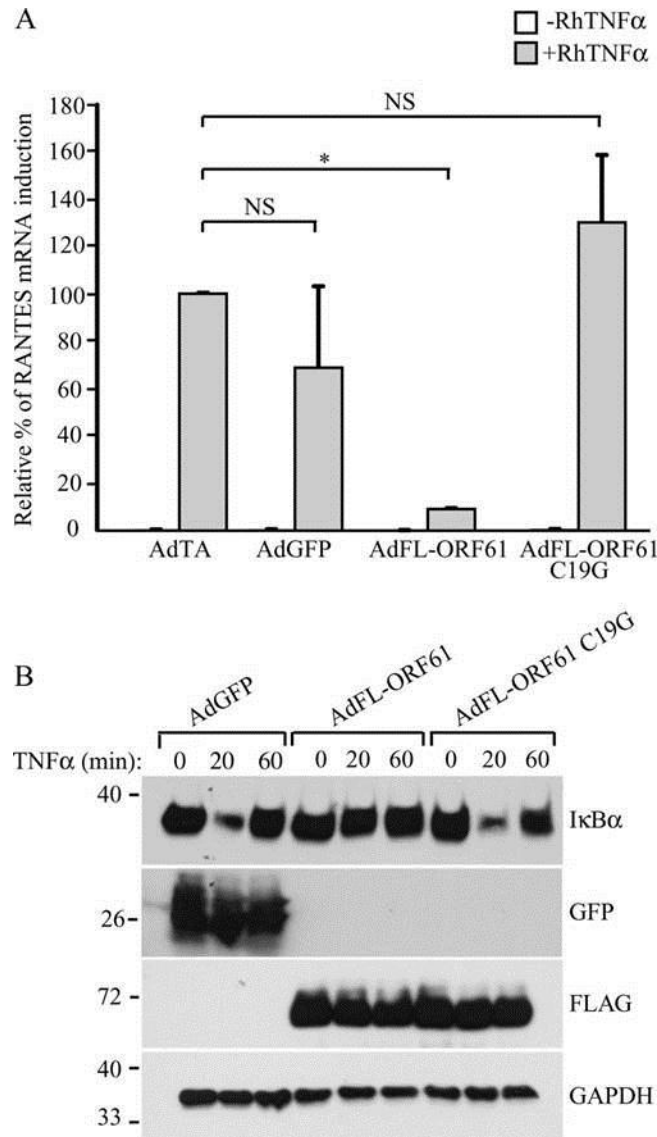 A
-RhTNFα
+RhTNFα
Relative % of RANTES mRNA induction
180
160
140
120
100
80
60
40
20
0
NS
*
NS
AdTA
AdGFP
AdFL-ORF61
AdFL-ORF61
C19G
B
AdGFP
AdFL-ORF61
AdFL-ORF61 C19G
TNFα (min): 0 20 60 0 20 60 0 20 60
40
IκBα
26
GFP
72
FLAG
40
33
GAPDH